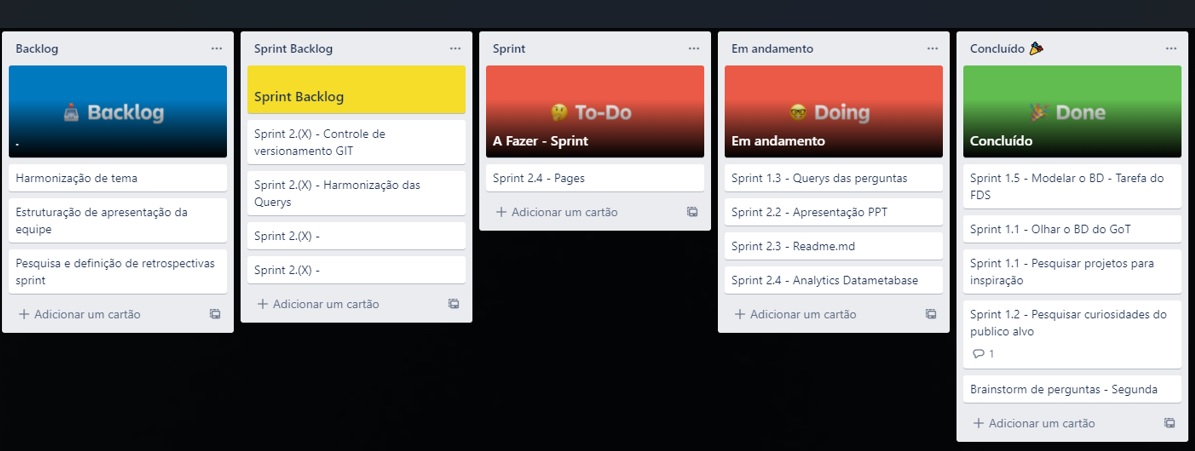 Backlog
Backlog
.
Harmonização de tema
Estruturação de apresentação da
equipe
Pesquisa e definição de retrospectivas
sprint
Adicionar um cartão
Sprint Backlog
Sprint Backlog
Sprint 2.(X) - Controle de
versionamento GIT
Sprint 2.(X) - Harmonização das
Querys
Sprint 2.(X) -
Sprint 2.(X) -
Adicionar um cartão
Sprint
To-Do
A Fazer - Sprint
Sprint 2.4 - Pages
Adicionar um cartão
Em andamento
Doing
Em andamento
Sprint 1.3 - Querys das perguntas
Sprint 2.2 - Apresentação PPT
Sprint 2.3 - Readme.md
Sprint 2.4 - Analytics Datametabase
Adicionar um cartão
Concluído
Done
Concluído
Sprint 1.5 - Modelar o BD - Tarefa do
FDS
Sprint 1.1 - Olhar o BD do GoT
Sprint 1.1 - Pesquisar projetos para
inspiração
Sprint 1.2 - Pesquisar curiosidades do
publico alvo
1
Brainstorm de perguntas - Segunda
Adicionar um cartão